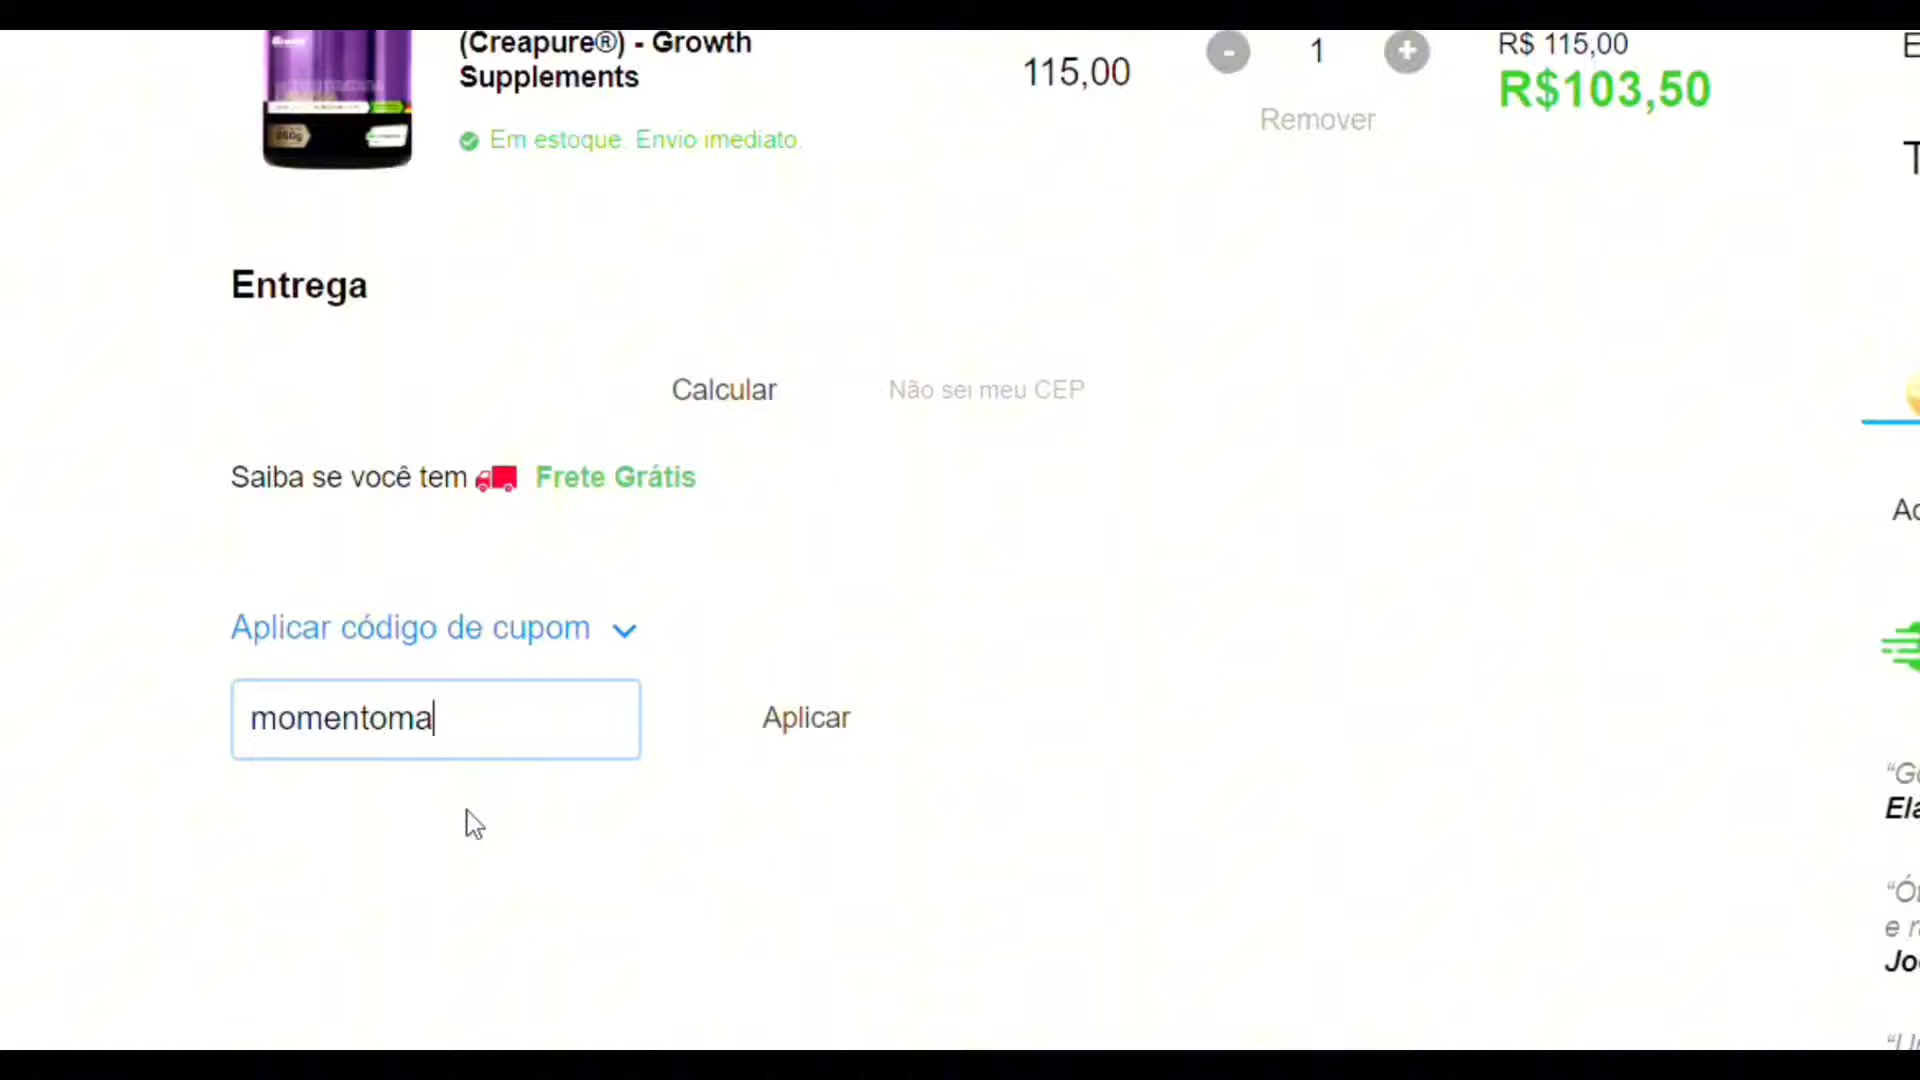 (Creapure®) - Growth
Supplements
115,00
- 1 +
R$ 115,00
R$103,50
Remover
Em estoque. Envio imediato.
Entrega
Calcular
Não sei meu CEP
Saiba se você tem Frete Grátis
Aplicar código de cupom
momentoma
Aplicar